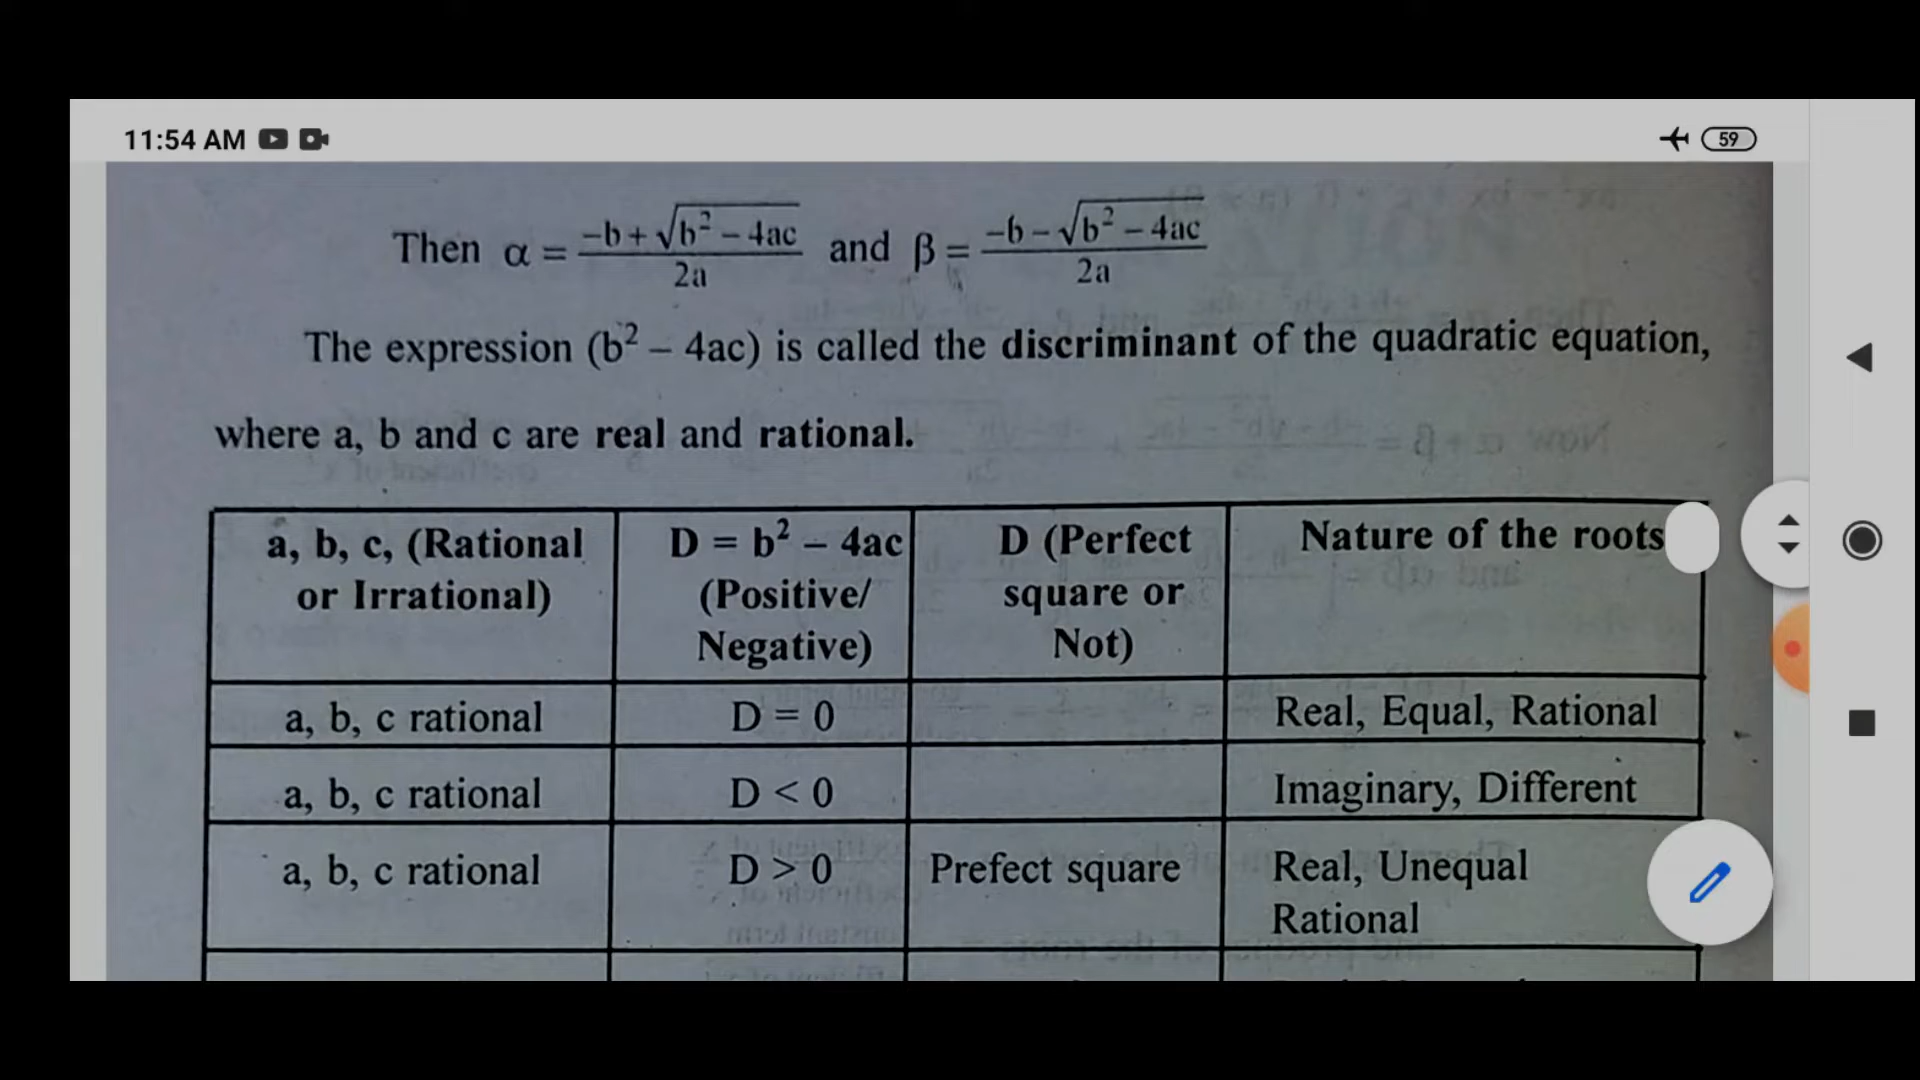 11:54 AM
59
Then α = −b + √b² − 4ac / 2a and β = −b − √b² − 4ac / 2a
The expression (b² – 4ac) is called the discriminant of the quadratic equation,
where a, b and c are real and rational.
a, b, c, (Rational or Irrational) D = b² – 4ac (Positive/ Negative) D (Perfect square or Not) Nature of the roots
a, b, c rational D = 0 Real, Equal, Rational
a, b, c rational D < 0 Imaginary, Different
a, b, c rational D > 0 Prefect square Real, Unequal
Rational